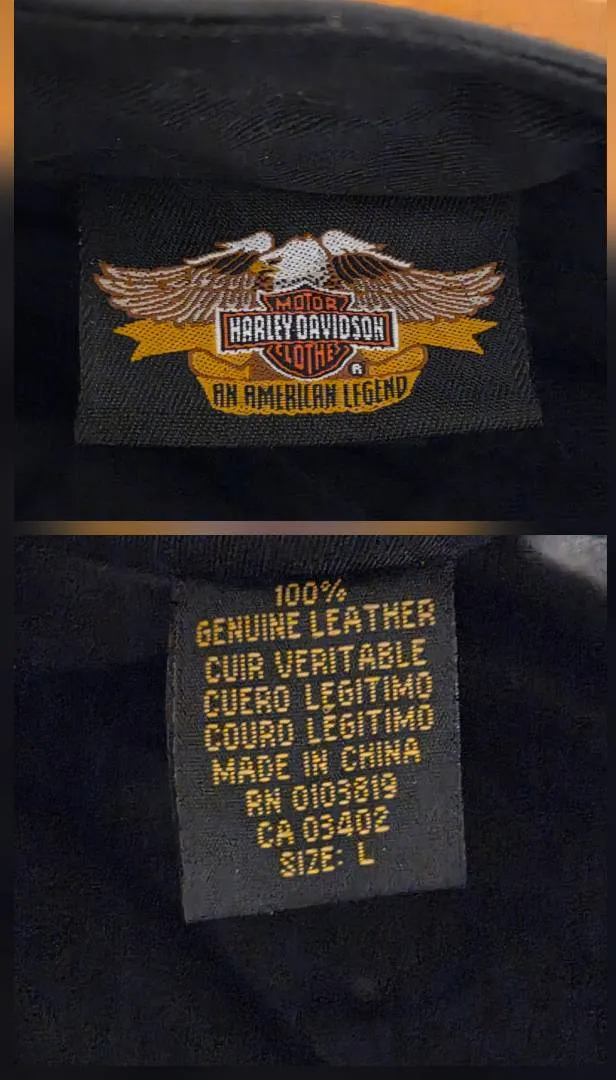 MOTOR
HARLEY-DAVIDSON
CLOTHES
®
AN AMERICAN LEGEND
100%
GENUINE LEATHER
CUIR VERITABLE
CUERO LEGITIMO
COURO LEGITIMO
MADE IN CHINA
RN 0103819
CA 03402
SIZE: L